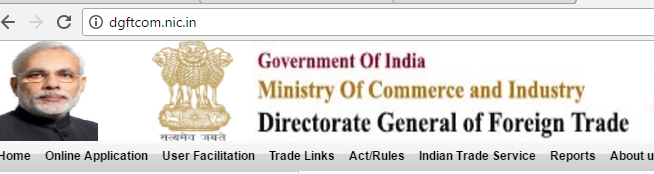 dgftcom.nic.in
Government Of India
Ministry Of Commerce and Industry
Directorate General of Foreign Trade
सत्यमेव जयते
Home Online Application User Facilitation Trade Links Act/Rules Indian Trade Service Reports About u